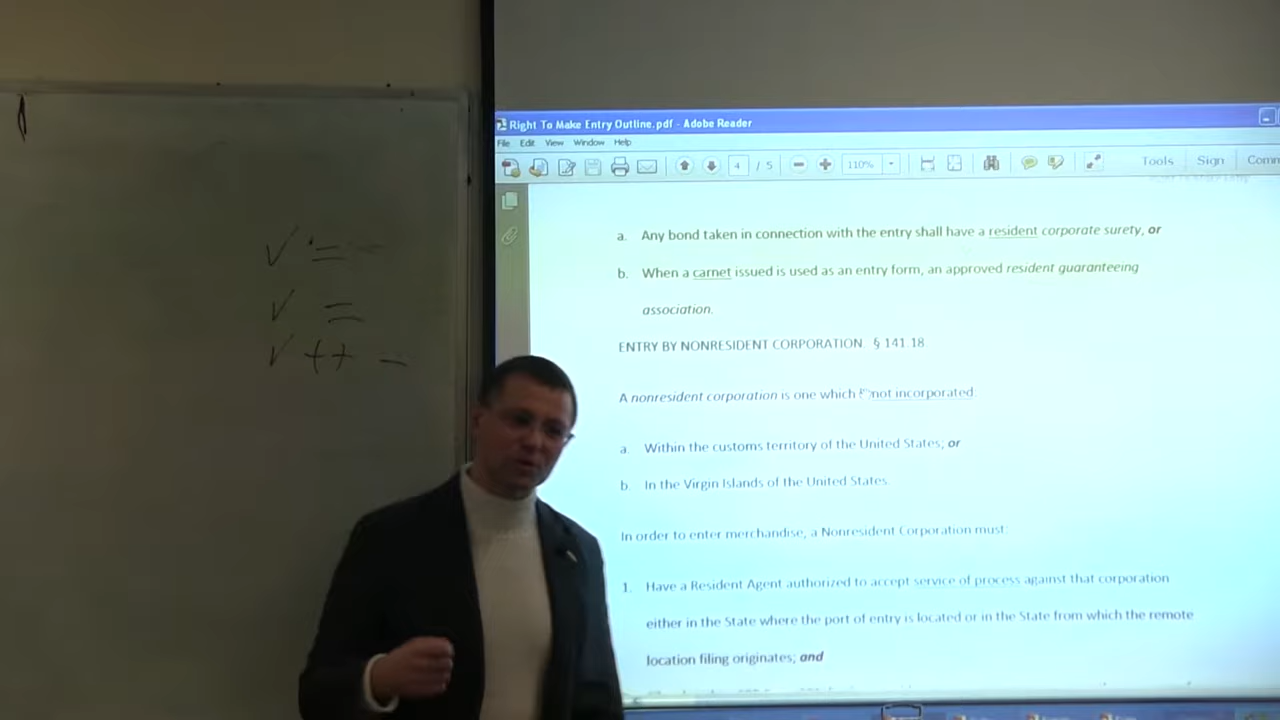 Right To Make Entry Outline.pdf - Adobe Reader
File Edit View Window Help
4 / 5 110% Tools Sign Comm
a. Any bond taken in connection with the entry shall have a resident corporate surety, or
b. When a carnet issued is used as an entry form, an approved resident guaranteeing
association.
ENTRY BY NONRESIDENT CORPORATION. § 141.18
A nonresident corporation is one which not incorporated:
a. Within the customs territory of the United States; or
b. In the Virgin Islands of the United States.
In order to enter merchandise, a Nonresident Corporation must:
1. Have a Resident Agent authorized to accept service of process against that corporation
either in the State where the port of entry is located or in the State from which the remote
location filing originates; and
✓ =
✓ =
✓ ++ =